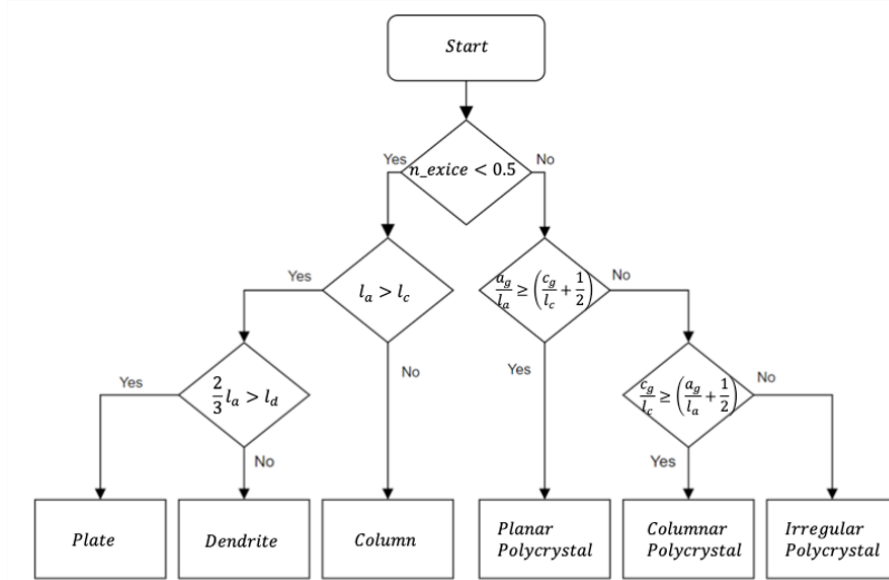 Start
Yes
n_exice < 0.5
No
Yes
l_a > l_c
a_g/l_a ≥ (c_g/l_c + 1/2)
No
No
Yes
Yes
2/3 l_a > l_d
c_g/l_c ≥ (a_g/l_a + 1/2)
No
No
Yes
Plate
Dendrite
Column
Planar
Polycrystal
Columnar
Polycrystal
Irregular
Polycrystal